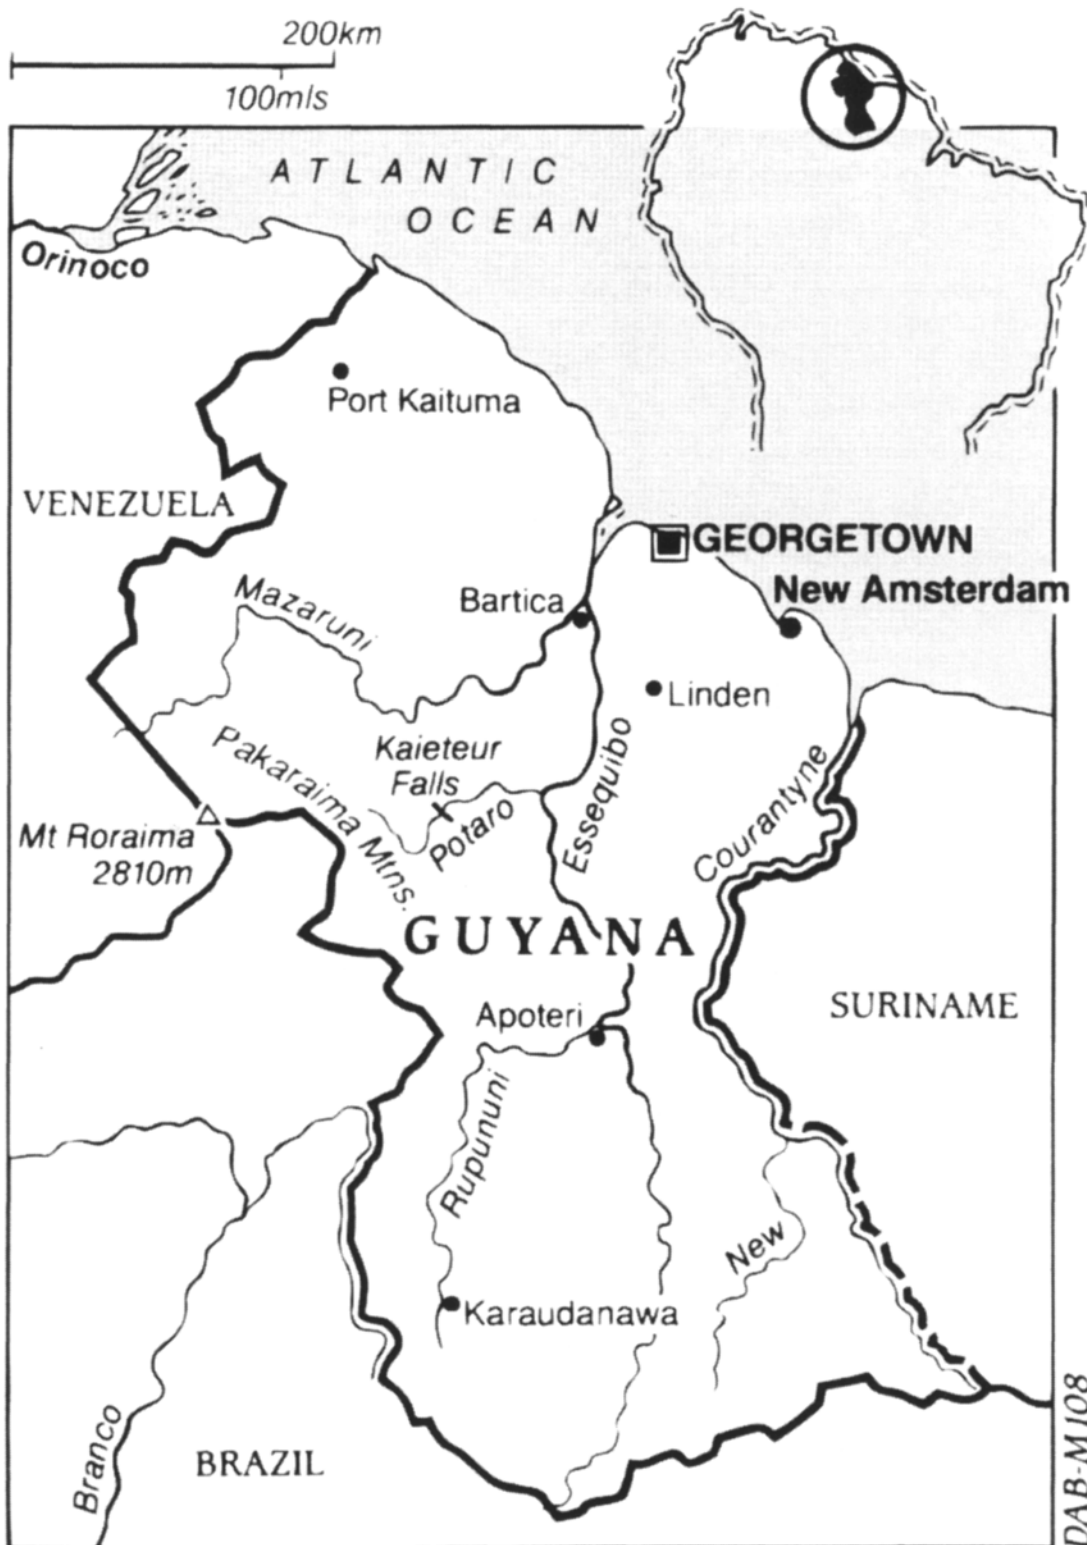 200km
100mls
ATLANTIC
OCEAN
Orinoco
Port Kaituma
VENEZUELA
GEORGETOWN
New Amsterdam
Mazaruni
Bartica
Linden
Kaieteur
Falls
Pakaraima Mtns.
Potaro
Essequibo
Courantyne
Mt Roraima
2810m
GUYANA
SURINAME
Apoteri
Rupununi
New
Karaudanawa
Branco
BRAZIL
DAB-M108